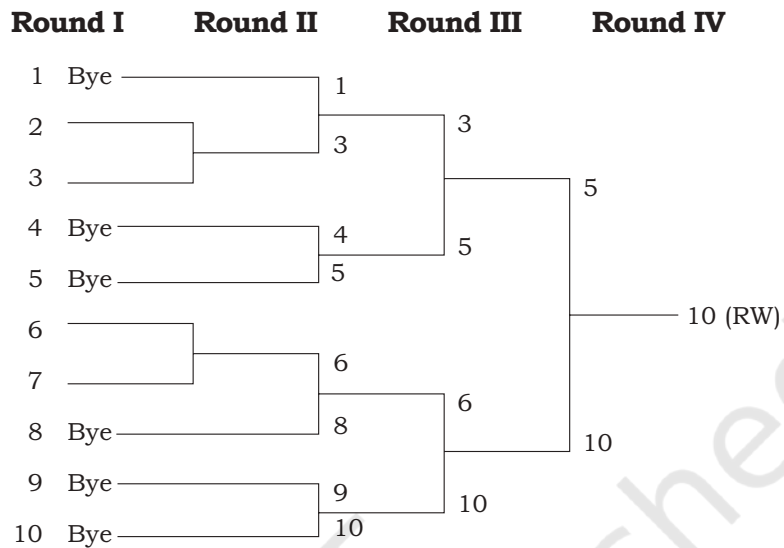 Round I Round II Round III Round IV
1 Bye 1
2 3
3 3
5
4 Bye 4
5 Bye 5 5
10 (RW)
6
7 6
6
8 Bye 8
10
9 Bye 9
10 Bye 10 10